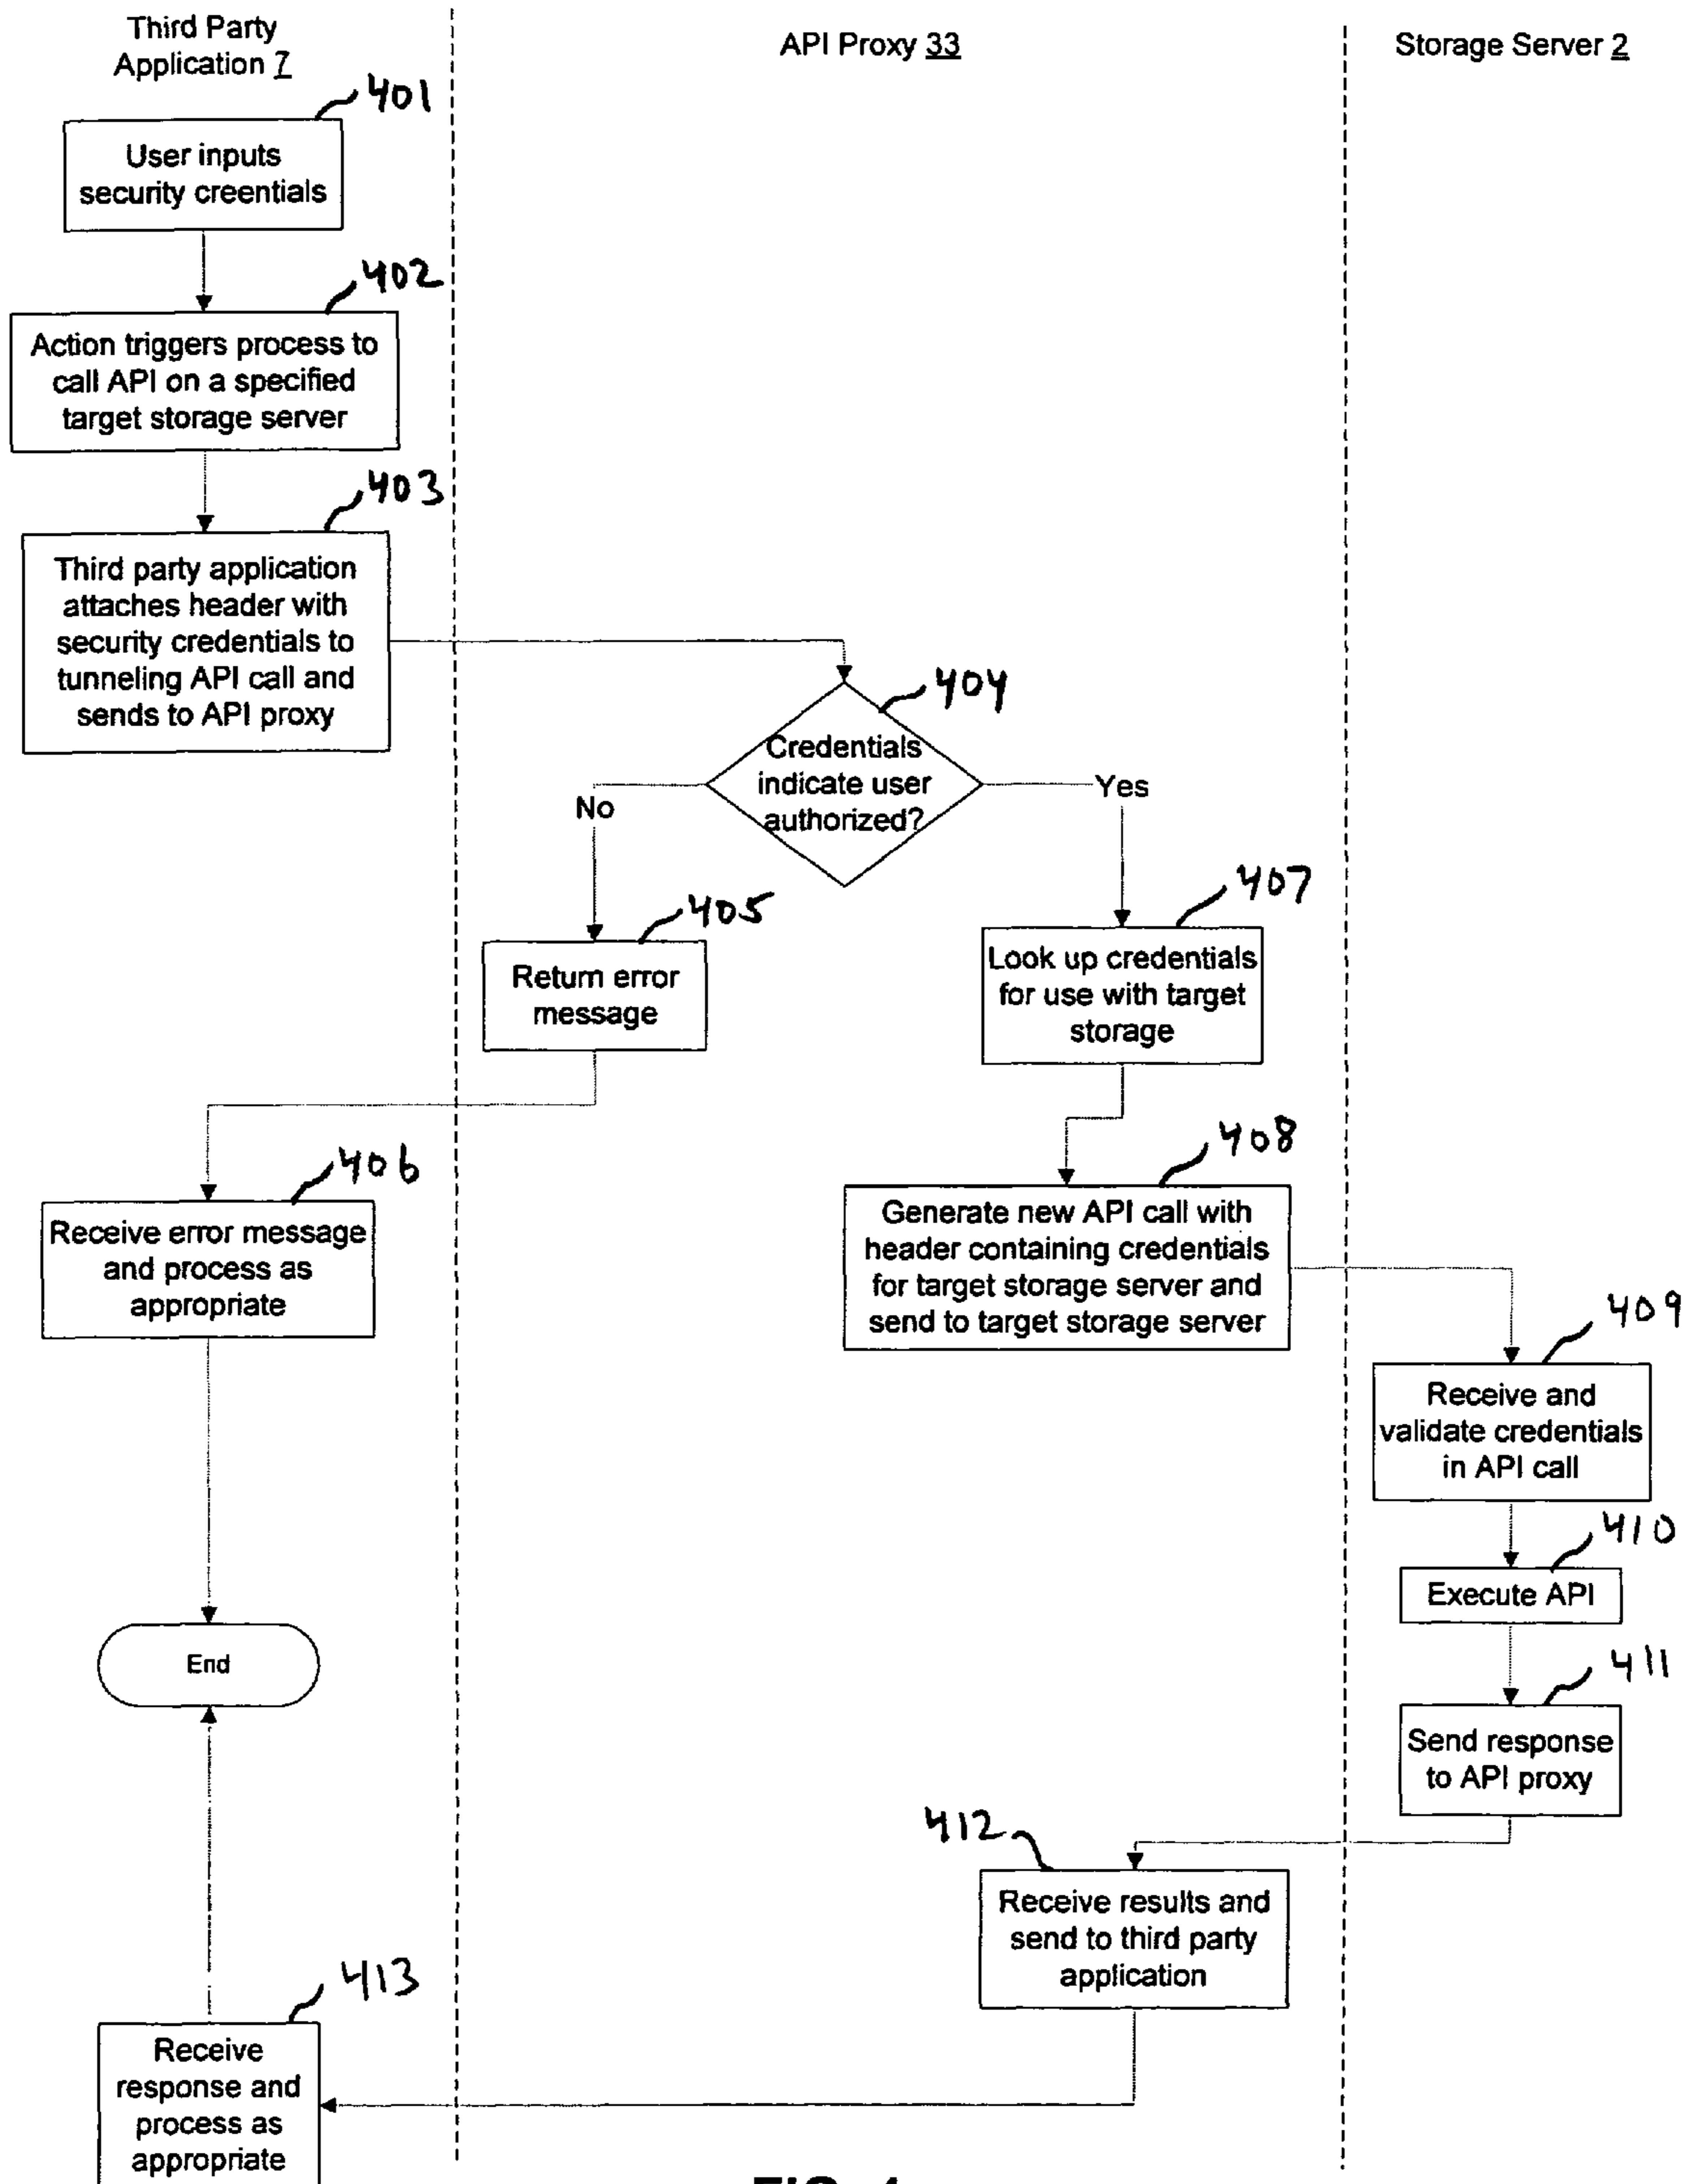 Third Party
Application 7
API Proxy 33
Storage Server 2
401
User inputs
security creentials
402
Action triggers process to
call API on a specified
target storage server
403
Third party application
attaches header with
security credentials to
tunneling API call and
sends to API proxy
404
Credentials
indicate user
authorized?
No
Yes
405
Return error
message
407
Look up credentials
for use with target
storage
406
Receive error message
and process as
appropriate
408
Generate new API call with
header containing credentials
for target storage server and
send to target storage server
409
Receive and
validate credentials
in API call
410
Execute API
End
411
Send response
to API proxy
412
Receive results and
send to third party
application
413
Receive
response and
process as
appropriate